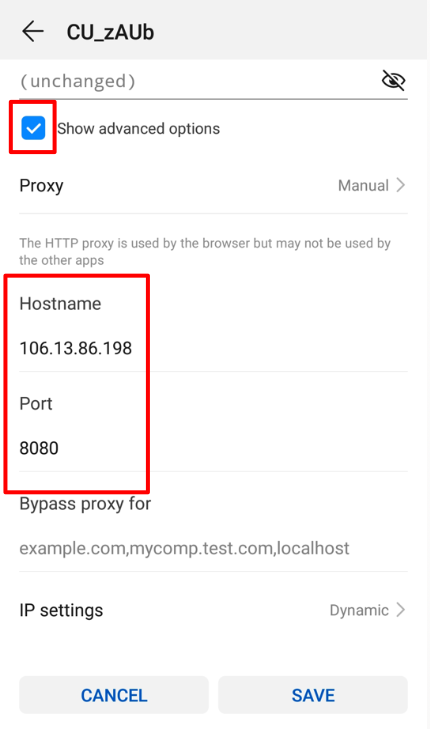 CU_zAUb
(unchanged)
Show advanced options
Proxy
Manual
The HTTP proxy is used by the browser but may not be used by
the other apps
Hostname
106.13.86.198
Port
8080
Bypass proxy for
example.com,mycomp.test.com,localhost
IP settings
Dynamic
CANCEL
SAVE